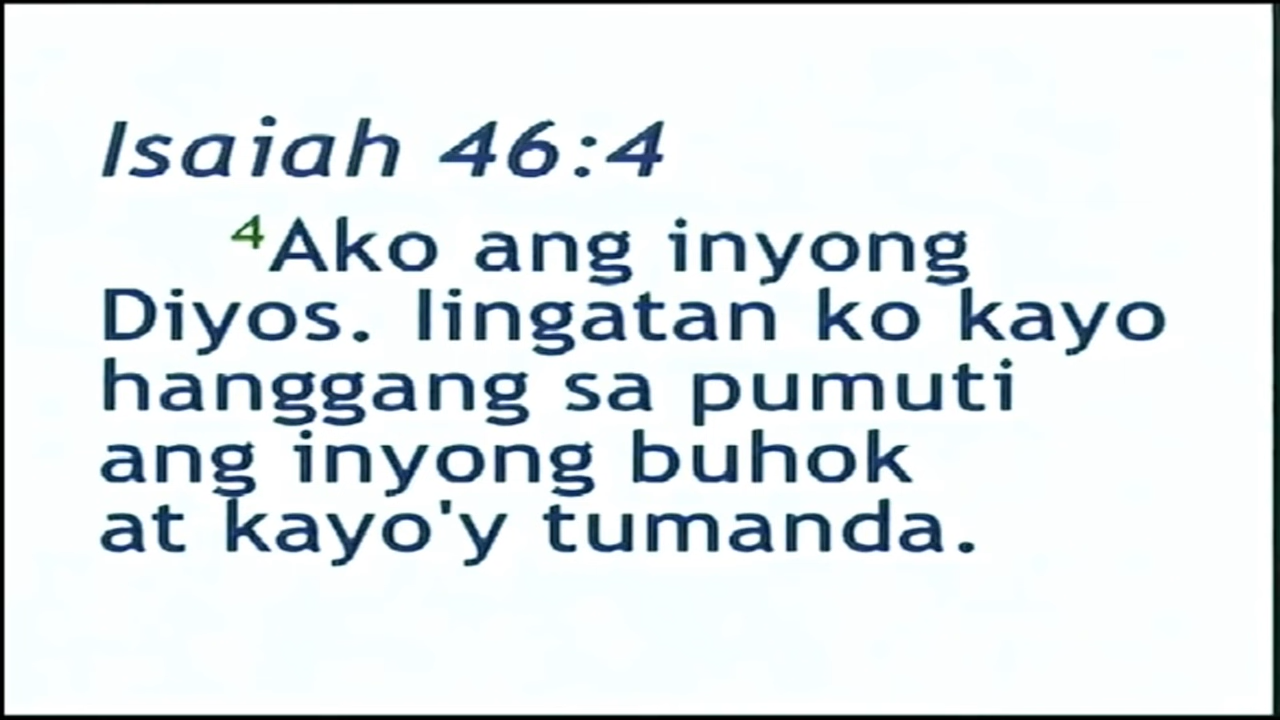 Isaiah 46:4
4Ako ang inyong
Diyos. Iingatan ko kayo
hanggang sa pumuti
ang inyong buhok
at kayo'y tumanda.